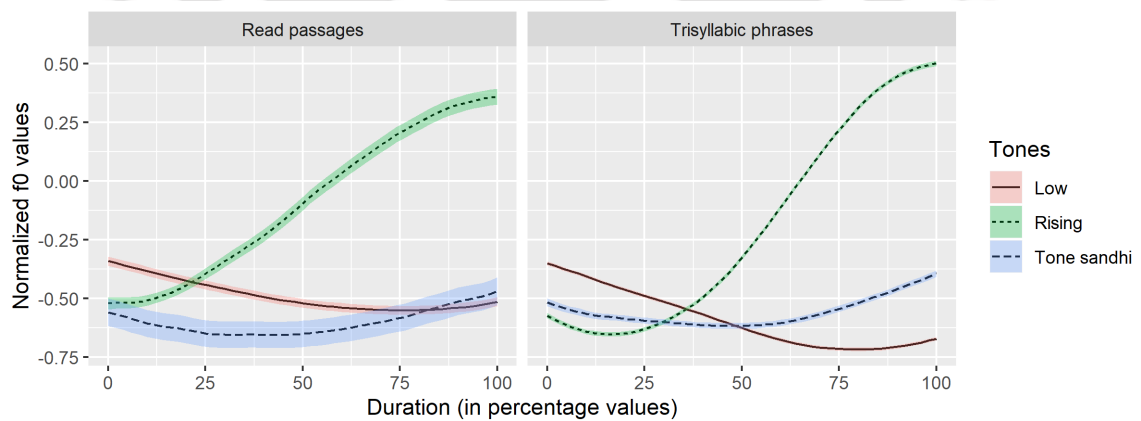 Read passages
Trisyllabic phrases
Normalized f0 values
0.50
0.25
0.00
-0.25
-0.50
-0.75
0 25 50 75 100
0 25 50 75 100
Duration (in percentage values)
Tones
Low
Rising
Tone sandhi